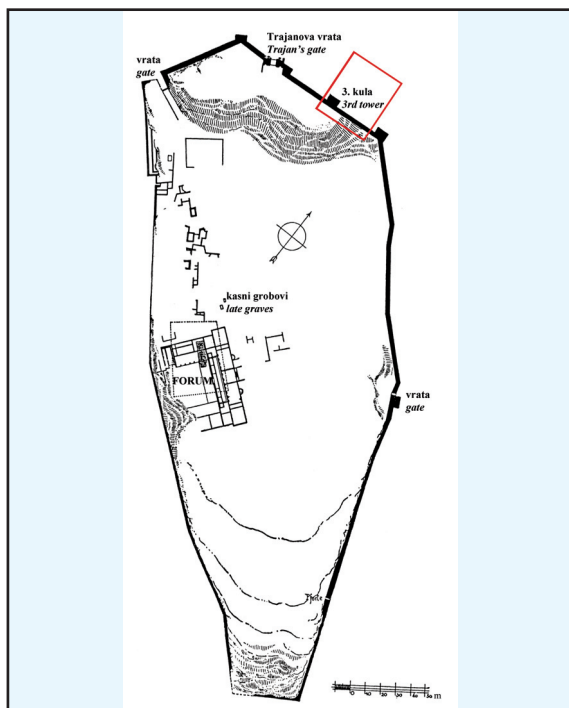 Trajanova vrata
Trajan's gate
vrata
gate
3. kula
3rd tower
kasni grobovi
late graves
FORUM
vrata
gate
m